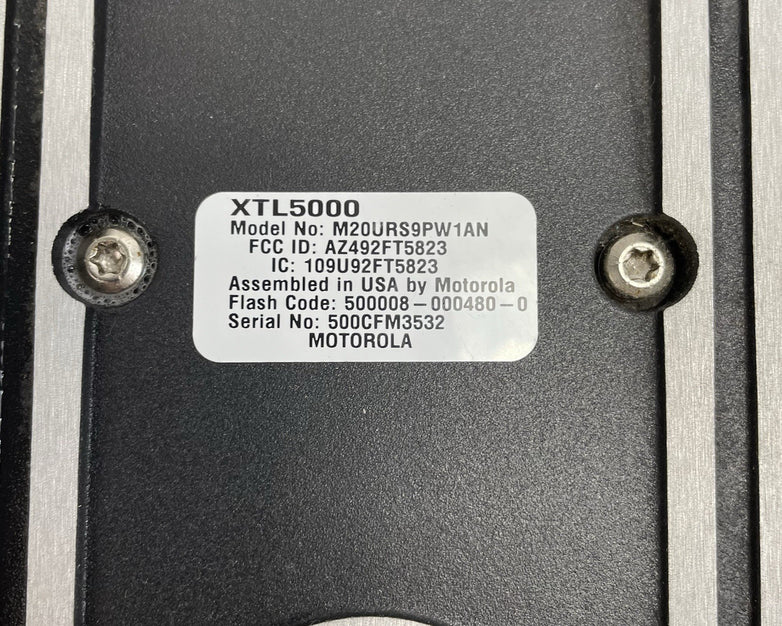 XTL5000
Model No: M20URS9PW1AN
FCC ID: AZ492FT5823
IC: 109U92FT5823
Assembled in USA by Motorola
Flash Code: 500008-000480-0
Serial No: 500CFM3532
MOTOROLA